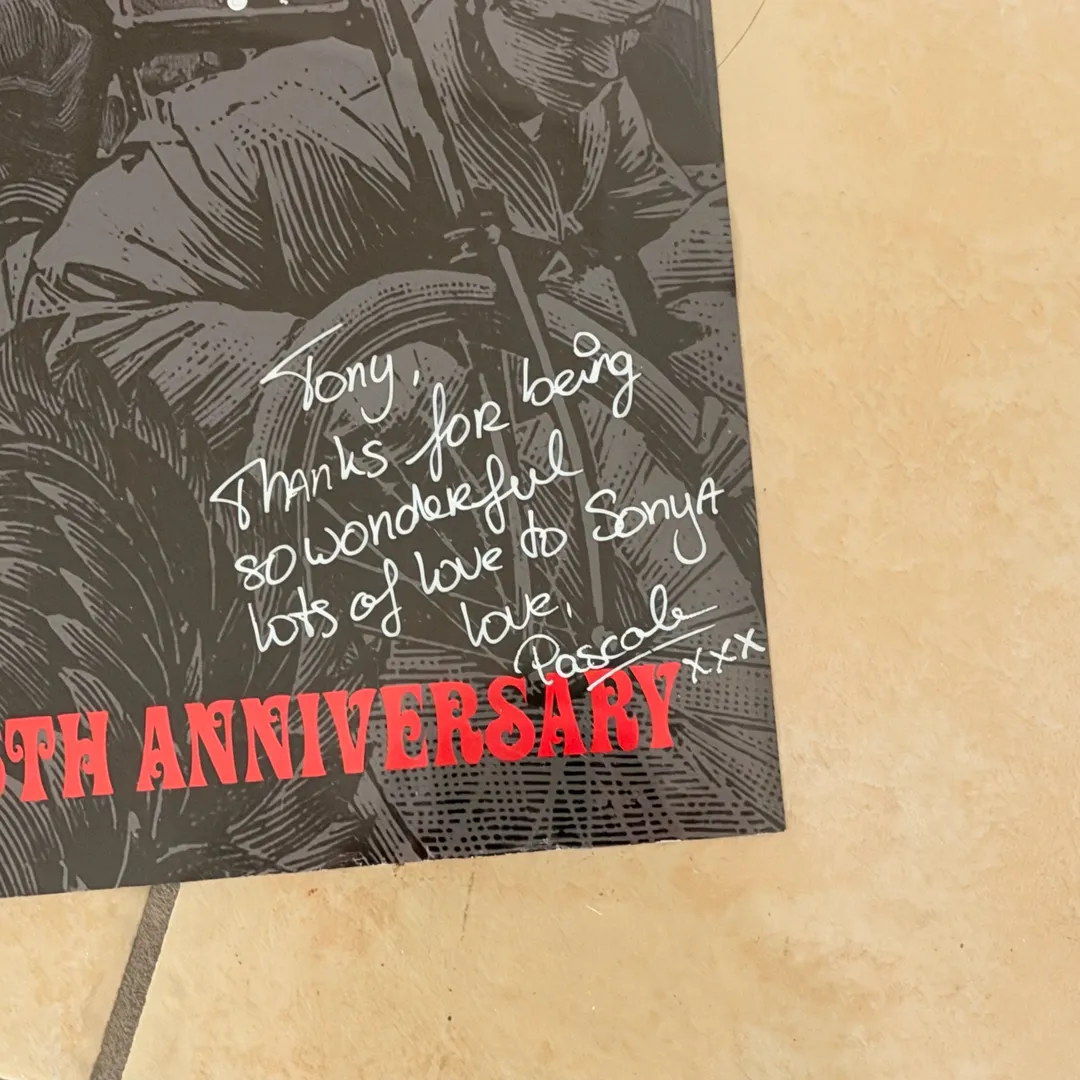 Tony,
Thanks for being
so wonderful
lots of love to Sonya
love.
Pascale
xxx
TH ANNIVERSARY